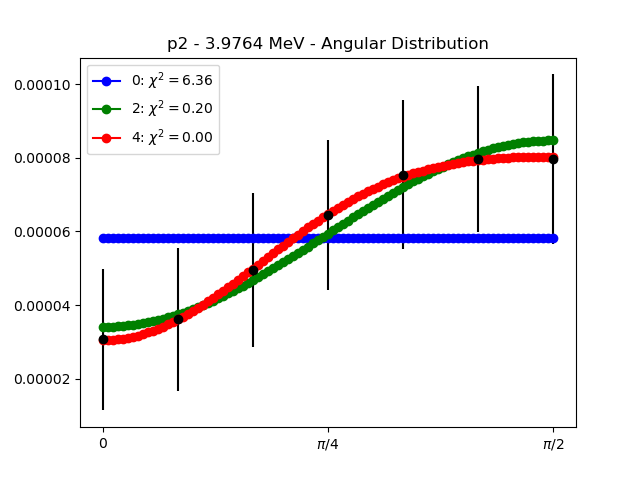 p2 - 3.9764 MeV - Angular Distribution
0: χ² = 6.36
2: χ² = 0.20
4: χ² = 0.00
0.00010
0.00008
0.00006
0.00004
0.00002
0
π/4
π/2